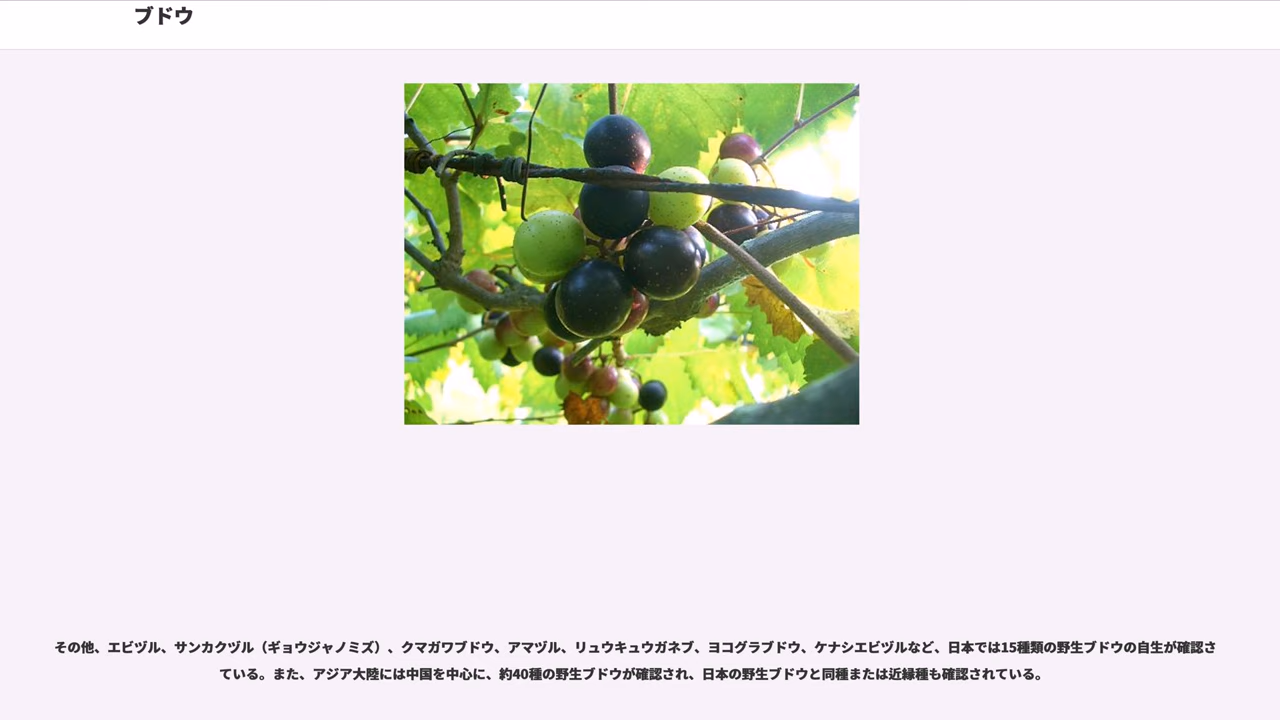 ブドウ
その他、エビヅル、サンカクヅル（ギョウジャノミズ）、クマガワブドウ、アマヅル、リュウキュウガネブ、ヨコグラブドウ、ケナシエビヅルなど、日本では15種類の野生ブドウの自生が確認さ
ている。また、アジア大陸には中国を中心に、約40種の野生ブドウが確認され、日本の野生ブドウと同種または近縁種も確認されている。